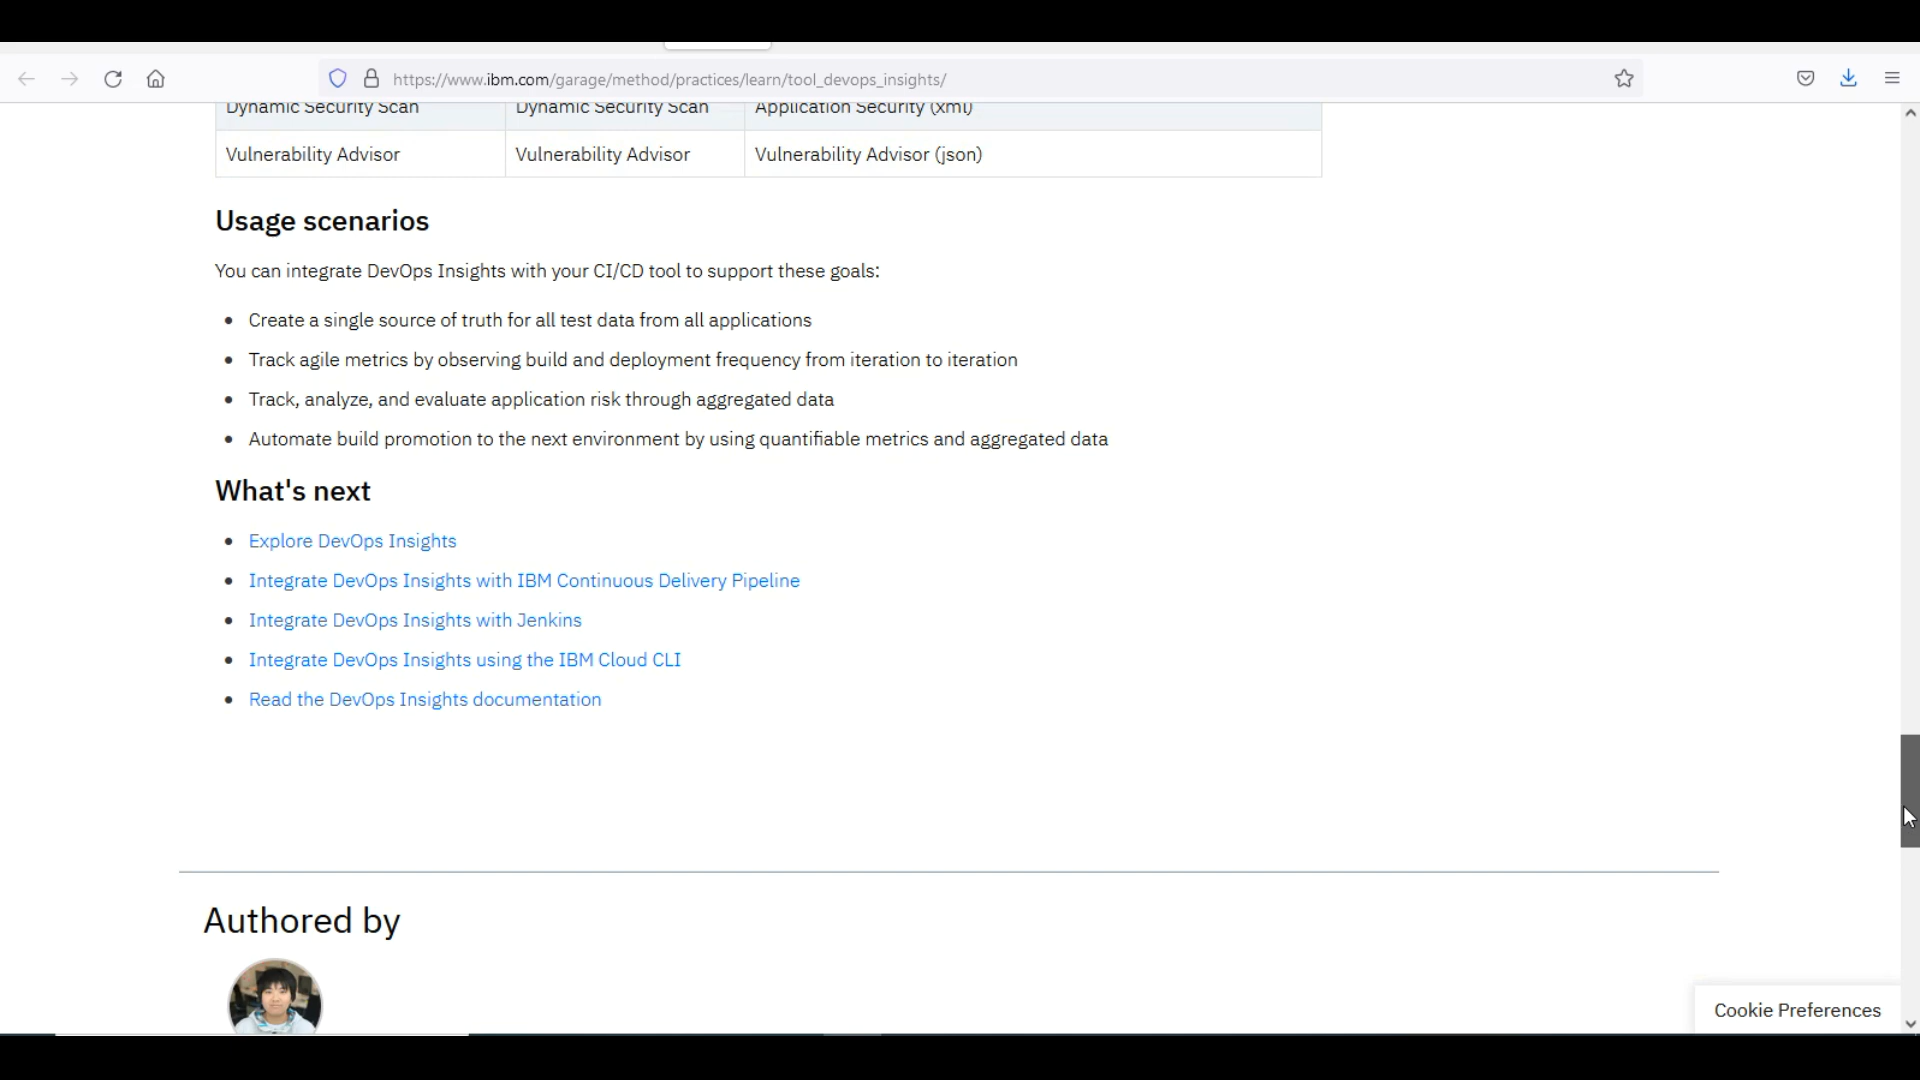 https://www.ibm.com/garage/method/practices/learn/tool_devops_insights/
Dynamic Security Scan Dynamic Security Scan Application Security (xml)
Vulnerability Advisor Vulnerability Advisor Vulnerability Advisor (json)
Usage scenarios
You can integrate DevOps Insights with your CI/CD tool to support these goals:
Create a single source of truth for all test data from all applications
Track agile metrics by observing build and deployment frequency from iteration to iteration
Track, analyze, and evaluate application risk through aggregated data
Automate build promotion to the next environment by using quantifiable metrics and aggregated data
What's next
Explore DevOps Insights
Integrate DevOps Insights with IBM Continuous Delivery Pipeline
Integrate DevOps Insights with Jenkins
Integrate DevOps Insights using the IBM Cloud CLI
Read the DevOps Insights documentation
Authored by
Cookie Preferences